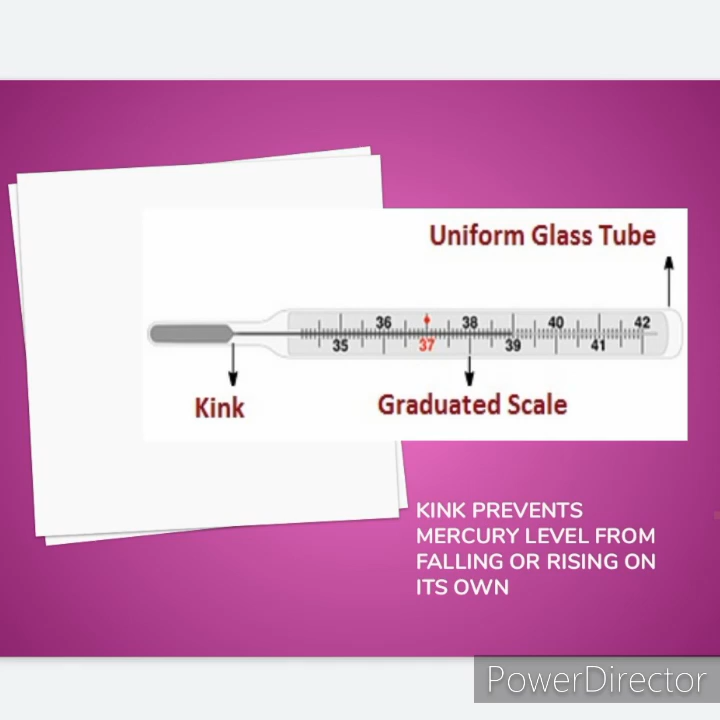 Uniform Glass Tube
36 38 40 42
35 37 39 41
Kink
Graduated Scale
KINK PREVENTS
MERCURY LEVEL FROM
FALLING OR RISING ON
ITS OWN
PowerDirector